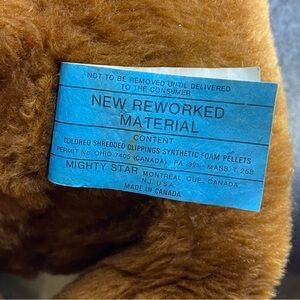 NOT TO BE REMOVED UNTIL DELIVERED
TO THE CONSUMER
NEW REWORKED
MATERIAL
CONTENT
COLORED SHREDDED CLIPPINGS SYNTHETIC FOAM PELLETS
PERMIT No. OHIO 7405 (CANADA), PA. 321, MASS. T 258
MIGHTY STAR MONTREAL, QUE. CANADA
N.J. U.S.A.
MADE IN CANADA